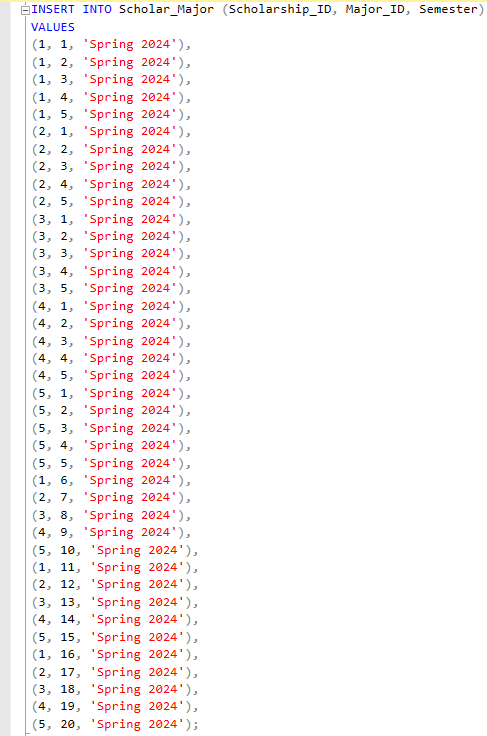 INSERT INTO Scholar_Major (Scholarship_ID, Major_ID, Semester)
VALUES
(1, 1, 'Spring 2024'),
(1, 2, 'Spring 2024'),
(1, 3, 'Spring 2024'),
(1, 4, 'Spring 2024'),
(1, 5, 'Spring 2024'),
(2, 1, 'Spring 2024'),
(2, 2, 'Spring 2024'),
(2, 3, 'Spring 2024'),
(2, 4, 'Spring 2024'),
(2, 5, 'Spring 2024'),
(3, 1, 'Spring 2024'),
(3, 2, 'Spring 2024'),
(3, 3, 'Spring 2024'),
(3, 4, 'Spring 2024'),
(3, 5, 'Spring 2024'),
(4, 1, 'Spring 2024'),
(4, 2, 'Spring 2024'),
(4, 3, 'Spring 2024'),
(4, 4, 'Spring 2024'),
(4, 5, 'Spring 2024'),
(5, 1, 'Spring 2024'),
(5, 2, 'Spring 2024'),
(5, 3, 'Spring 2024'),
(5, 4, 'Spring 2024'),
(5, 5, 'Spring 2024'),
(1, 6, 'Spring 2024'),
(2, 7, 'Spring 2024'),
(3, 8, 'Spring 2024'),
(4, 9, 'Spring 2024'),
(5, 10, 'Spring 2024'),
(1, 11, 'Spring 2024'),
(2, 12, 'Spring 2024'),
(3, 13, 'Spring 2024'),
(4, 14, 'Spring 2024'),
(5, 15, 'Spring 2024'),
(1, 16, 'Spring 2024'),
(2, 17, 'Spring 2024'),
(3, 18, 'Spring 2024'),
(4, 19, 'Spring 2024'),
(5, 20, 'Spring 2024');